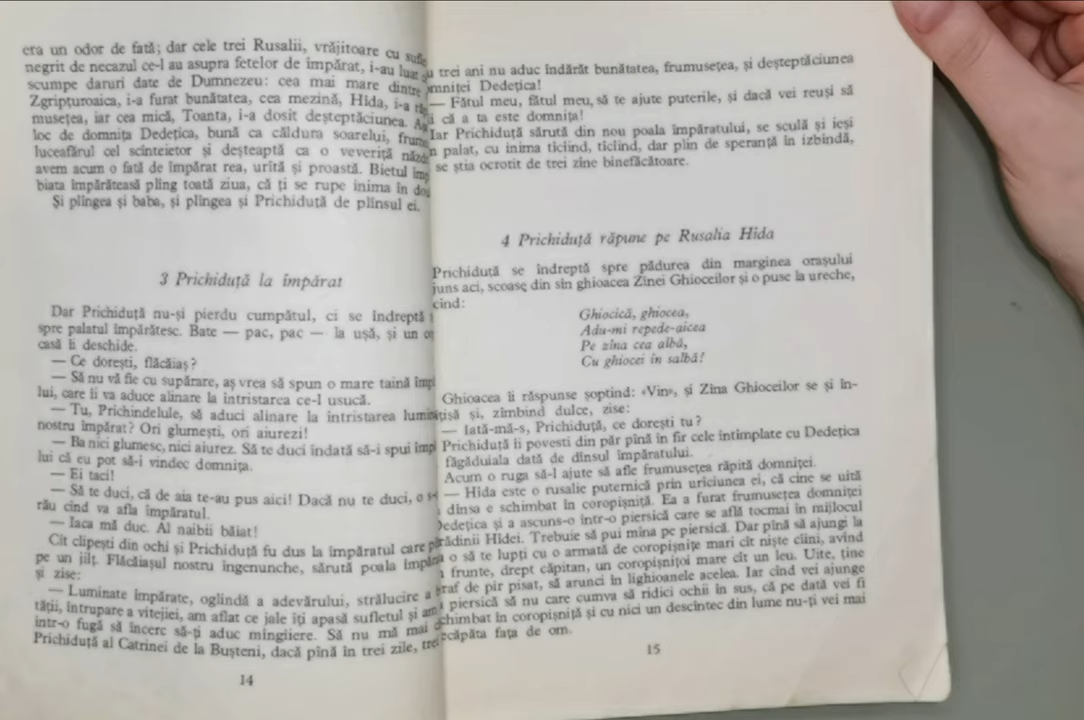 era un odor de fată; dar cele trei Rusalii, vrăjitoare cu
negrit de necazul ce-l au asupra fetelor de împărat, i-au luat
scumpe daruri date de Dumnezeu: cea mai mare dintre
Zgripțuroaica, i-a furat bunătatea, cea mezină, Hîda, i-a
musețea, iar cea mică, Toanta, i-a dosit deșteptăciunea.
loc de domnița Dedețica, bună ca căldura soarelui,
luceafărul cel scînteietor și deșteaptă ca o veveriță
avem acum o fată de împărat rea, urîtă și proastă. Bietul
biata împărăteasă plîng toată ziua, că ți se rupe inima în
Și plîngea și baba, și plîngea și Prichiduță de plînsul ei.
3 Prichiduță la împărat
Dar Prichiduță nu-și pierdu cumpătul, ci se îndreptă
spre palatul împărătesc. Bate — pac, pac — la ușă, și un
casă îi deschide.
— Ce dorești, flăcăiaș?
— Să nu vă fie cu supărare, aș vrea să spun o mare taină
lui, care îi va aduce alinare la întristarea ce-l usucă.
— Tu, Prichindelule, să aduci alinare la întristarea
nostru împărat? Ori glumești, ori aiurezi!
— Ba nici glumesc, nici aiurez. Să te duci îndată să-i spui
lui că eu pot să-i vindec domnița.
— Ei taci!
— Să te duci, că de aia te-au pus aici! Dacă nu te duci, o
rău cînd va afla împăratul.
— Iaca mă duc. Al naibii băiat!
Cît clipești din ochi și Prichiduță fu dus la împăratul care
pe un jilț. Flăcăiașul nostru îngenunche, sărută poala
și zise:
— Luminate împărate, oglindă a adevărului, strălucire a
tății, întrupare a vitejiei, am aflat ce jale îți apasă sufletul și am
într-o fugă să încerc să-ți aduc mîngîiere. Să nu mă mai
Prichiduță al Catrinei de la Bușteni, dacă pînă în trei zile,
14
trei ani nu aduc îndărăt bunătatea, frumusețea, și deșteptăciunea
mniței Dedețica!
— Fătul meu, fătul meu, să te ajute puterile, și dacă vei reuși să
că a ta este domnița!
Iar Prichiduță sărută din nou poala împăratului, se sculă și ieși
n palat, cu inima ticîind, ticîind, dar plin de speranță în izbîndă,
se știa ocrotit de trei zîne binefăcătoare.
4 Prichiduță răpune pe Rusalia Hîda
Prichiduță se îndreptă spre pădurea din marginea orașului
juns aci, scoase din sîn ghioacea Zînei Ghioceilor și o puse la ureche,
cînd:
Ghiocică, ghiocea,
Adu-mi repede-aicea
Pe zîna cea albă,
Cu ghiocei în salbă!
Ghioacea îi răspunse șoptind: «Vin», și Zîna Ghioceilor se și în-
țișă și, zîmbind dulce, zise:
— Iată-mă-s, Prichiduță, ce dorești tu?
Prichiduță îi povesti din păr pînă în fir cele întîmplate cu Dedețica
făgăduiala dată de dînsul împăratului.
Acum o ruga să-l ajute să afle frumusețea răpită domniței.
— Hîda este o rusalie puternică prin uriciunea ei, că cine se uită
dînsa e schimbat în coropișniță. Ea a furat frumusețea domniței
Dedețica și a ascuns-o într-o piersică care se află tocmai în mijlocul
rădinii Hîdei. Trebuie să pui mîna pe piersică. Dar pînă să ajungi la
o să te lupți cu o armată de coropișnițe mari cît niște cîini, avînd
frunte, drept căpitan, un coropișnițoi mare cît un leu. Uite, ține
praf de pir pisat, să arunci în lighioanele acelea. Iar cînd vei ajunge
piersică să nu care cumva să ridici ochii în sus, că pe dată vei fi
chimbat în coropișniță și cu nici un descîntec din lume nu-ți vei mai
ecăpăta fața de om.
15